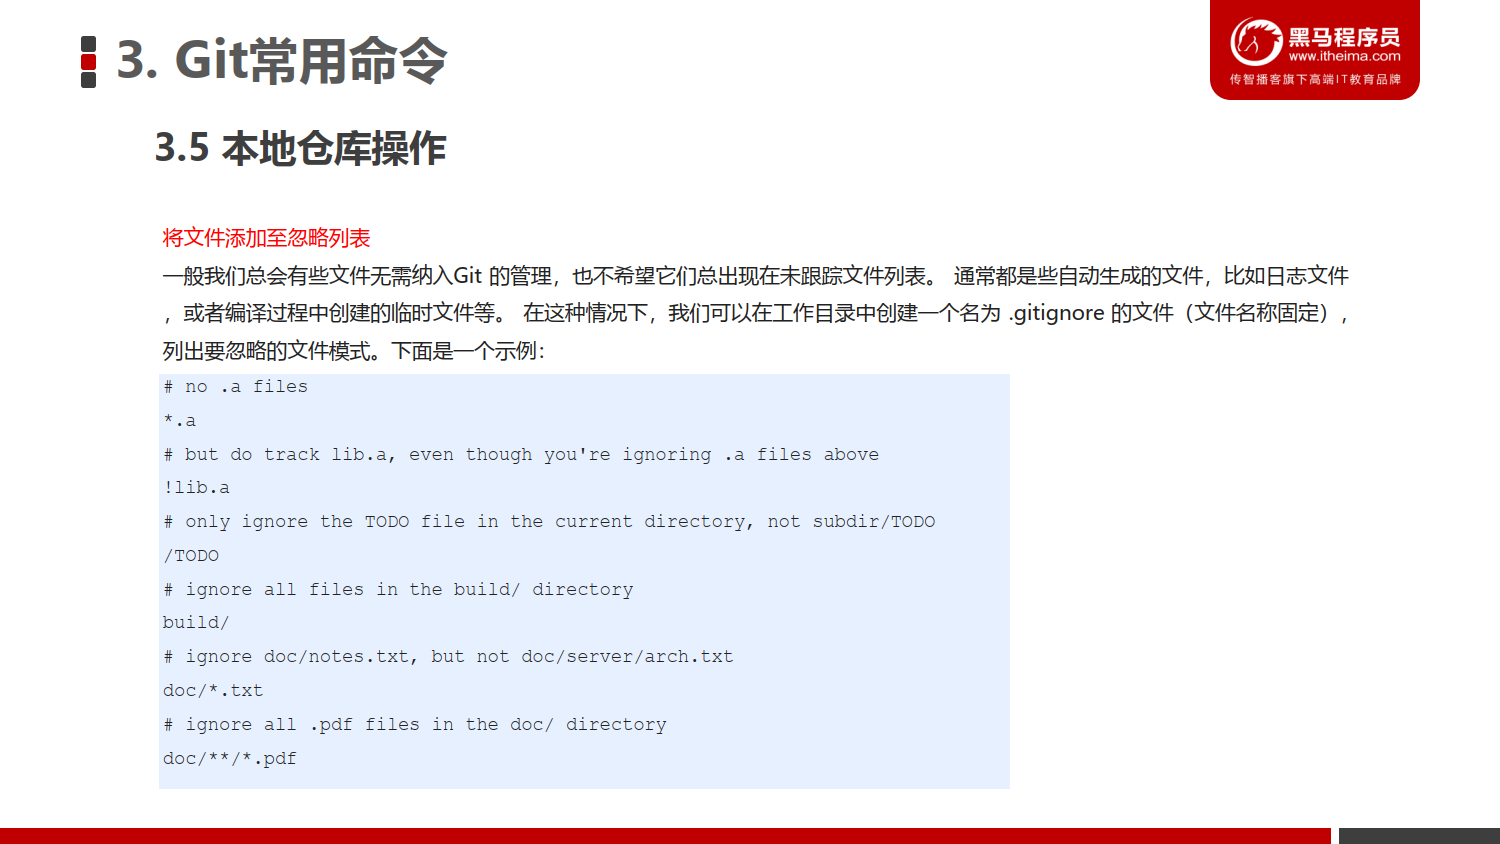 3. Git常用命令
黑马程序员
www.itheima.com
传智播客旗下高端IT教育品牌
3.5 本地仓库操作
将文件添加至忽略列表
一般我们总会有些文件无需纳入Git 的管理，也不希望它们总出现在未跟踪文件列表。 通常都是些自动生成的文件，比如日志文件
，或者编译过程中创建的临时文件等。 在这种情况下，我们可以在工作目录中创建一个名为 .gitignore 的文件（文件名称固定），
列出要忽略的文件模式。下面是一个示例：
# no .a files
*.a
# but do track lib.a, even though you're ignoring .a files above
!lib.a
# only ignore the TODO file in the current directory, not subdir/TODO
/TODO
# ignore all files in the build/ directory
build/
# ignore doc/notes.txt, but not doc/server/arch.txt
doc/*.txt
# ignore all .pdf files in the doc/ directory
doc/**/*.pdf